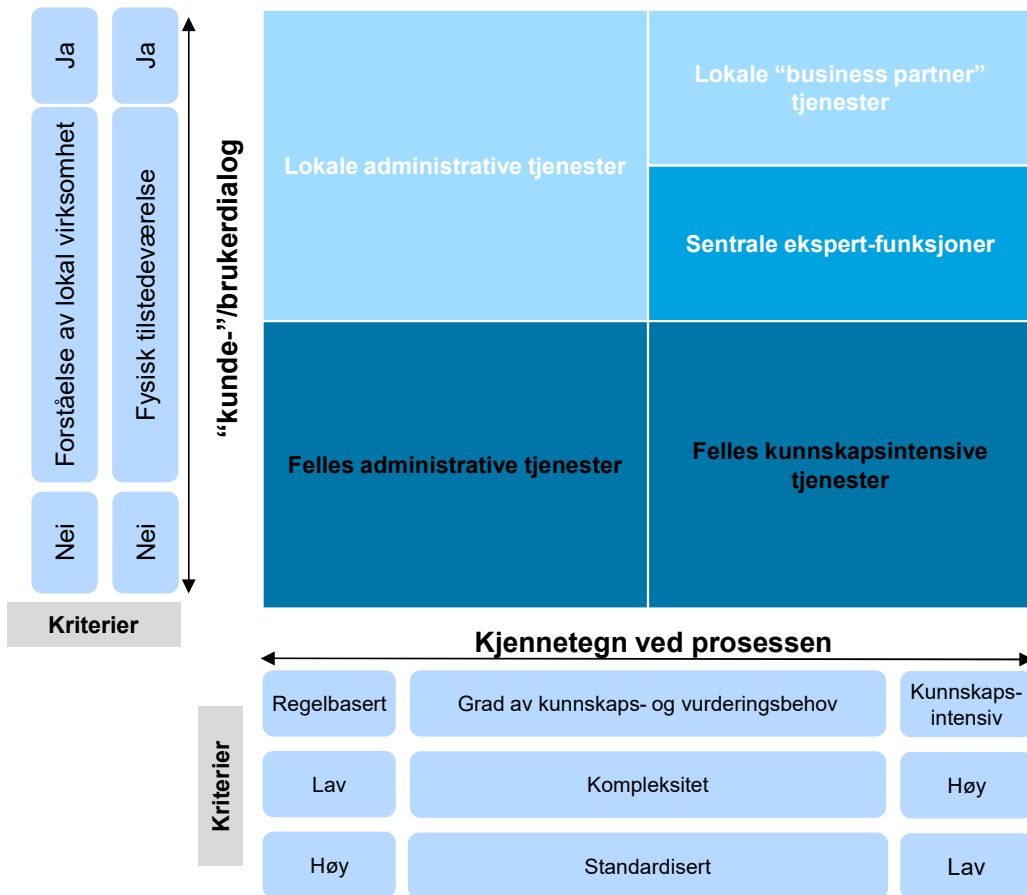 Ja
Ja
Forståelse av lokal virksomhet
Fysisk tilstedeværelse
Nei
Nei
Kriterier
“kunde-”/brukerdialog
Lokale administrative tjenester
Lokale “business partner”
tjenester
Sentrale ekspert-funksjoner
Felles administrative tjenester
Felles kunnskapsintensive
tjenester
Kjennetegn ved prosessen
Kriterier
Regelbasert
Grad av kunnskaps- og vurderingsbehov
Kunnskaps-
intensiv
Lav
Kompleksitet
Høy
Høy
Standardisert
Lav